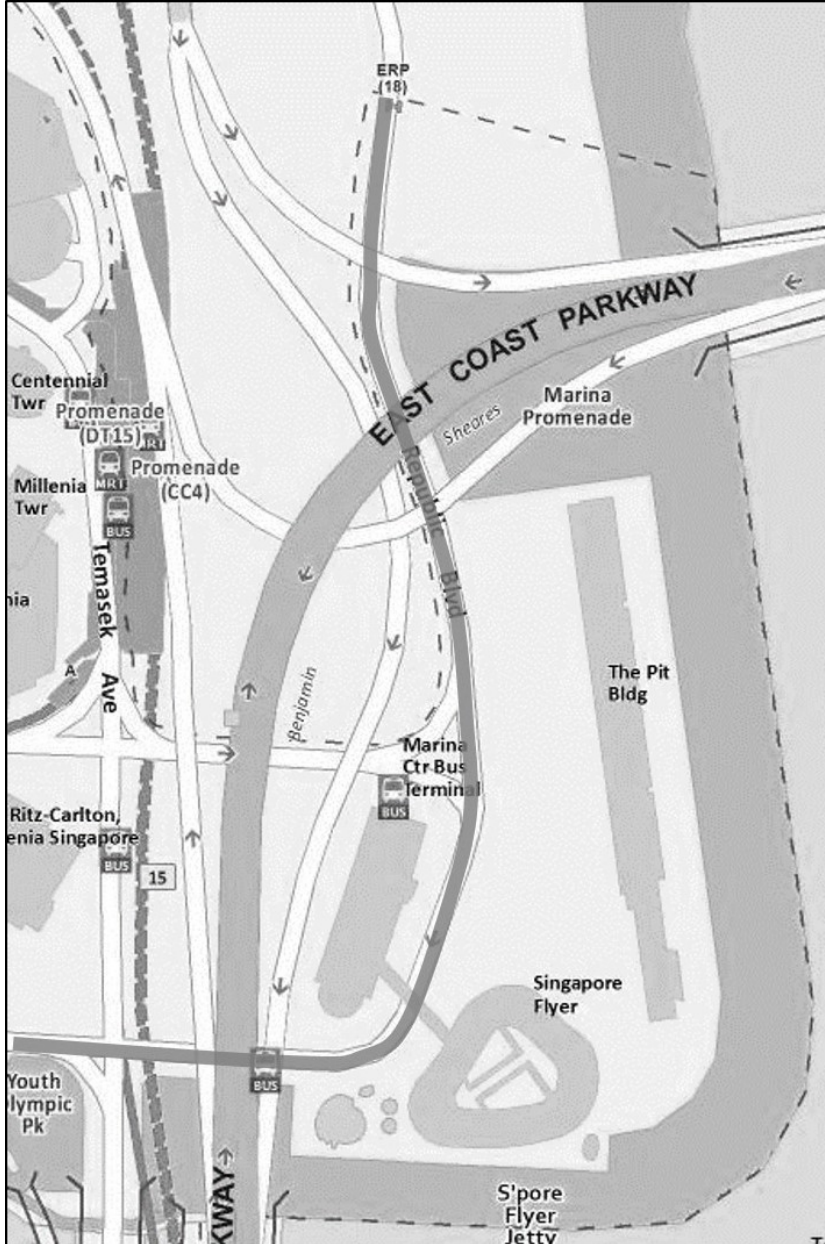 ERP
(18)
EAST COAST PARKWAY
Sheares
Marina
Promenade
Centennial
Twr
Promenade
(DT15)
MRT
Promenade
(CC4)
MRT
Millenia
Twr
BUS
Republic Blvd
Temasek Ave
nia
A
Benjamin
The Pit
Bldg
Marina
Ctr Bus
Terminal
BUS
Ritz-Carlton,
enia Singapore
BUS
15
Singapore
Flyer
BUS
Youth
lympic
Pk
KWAY
S'pore
Flyer
Jetty
T